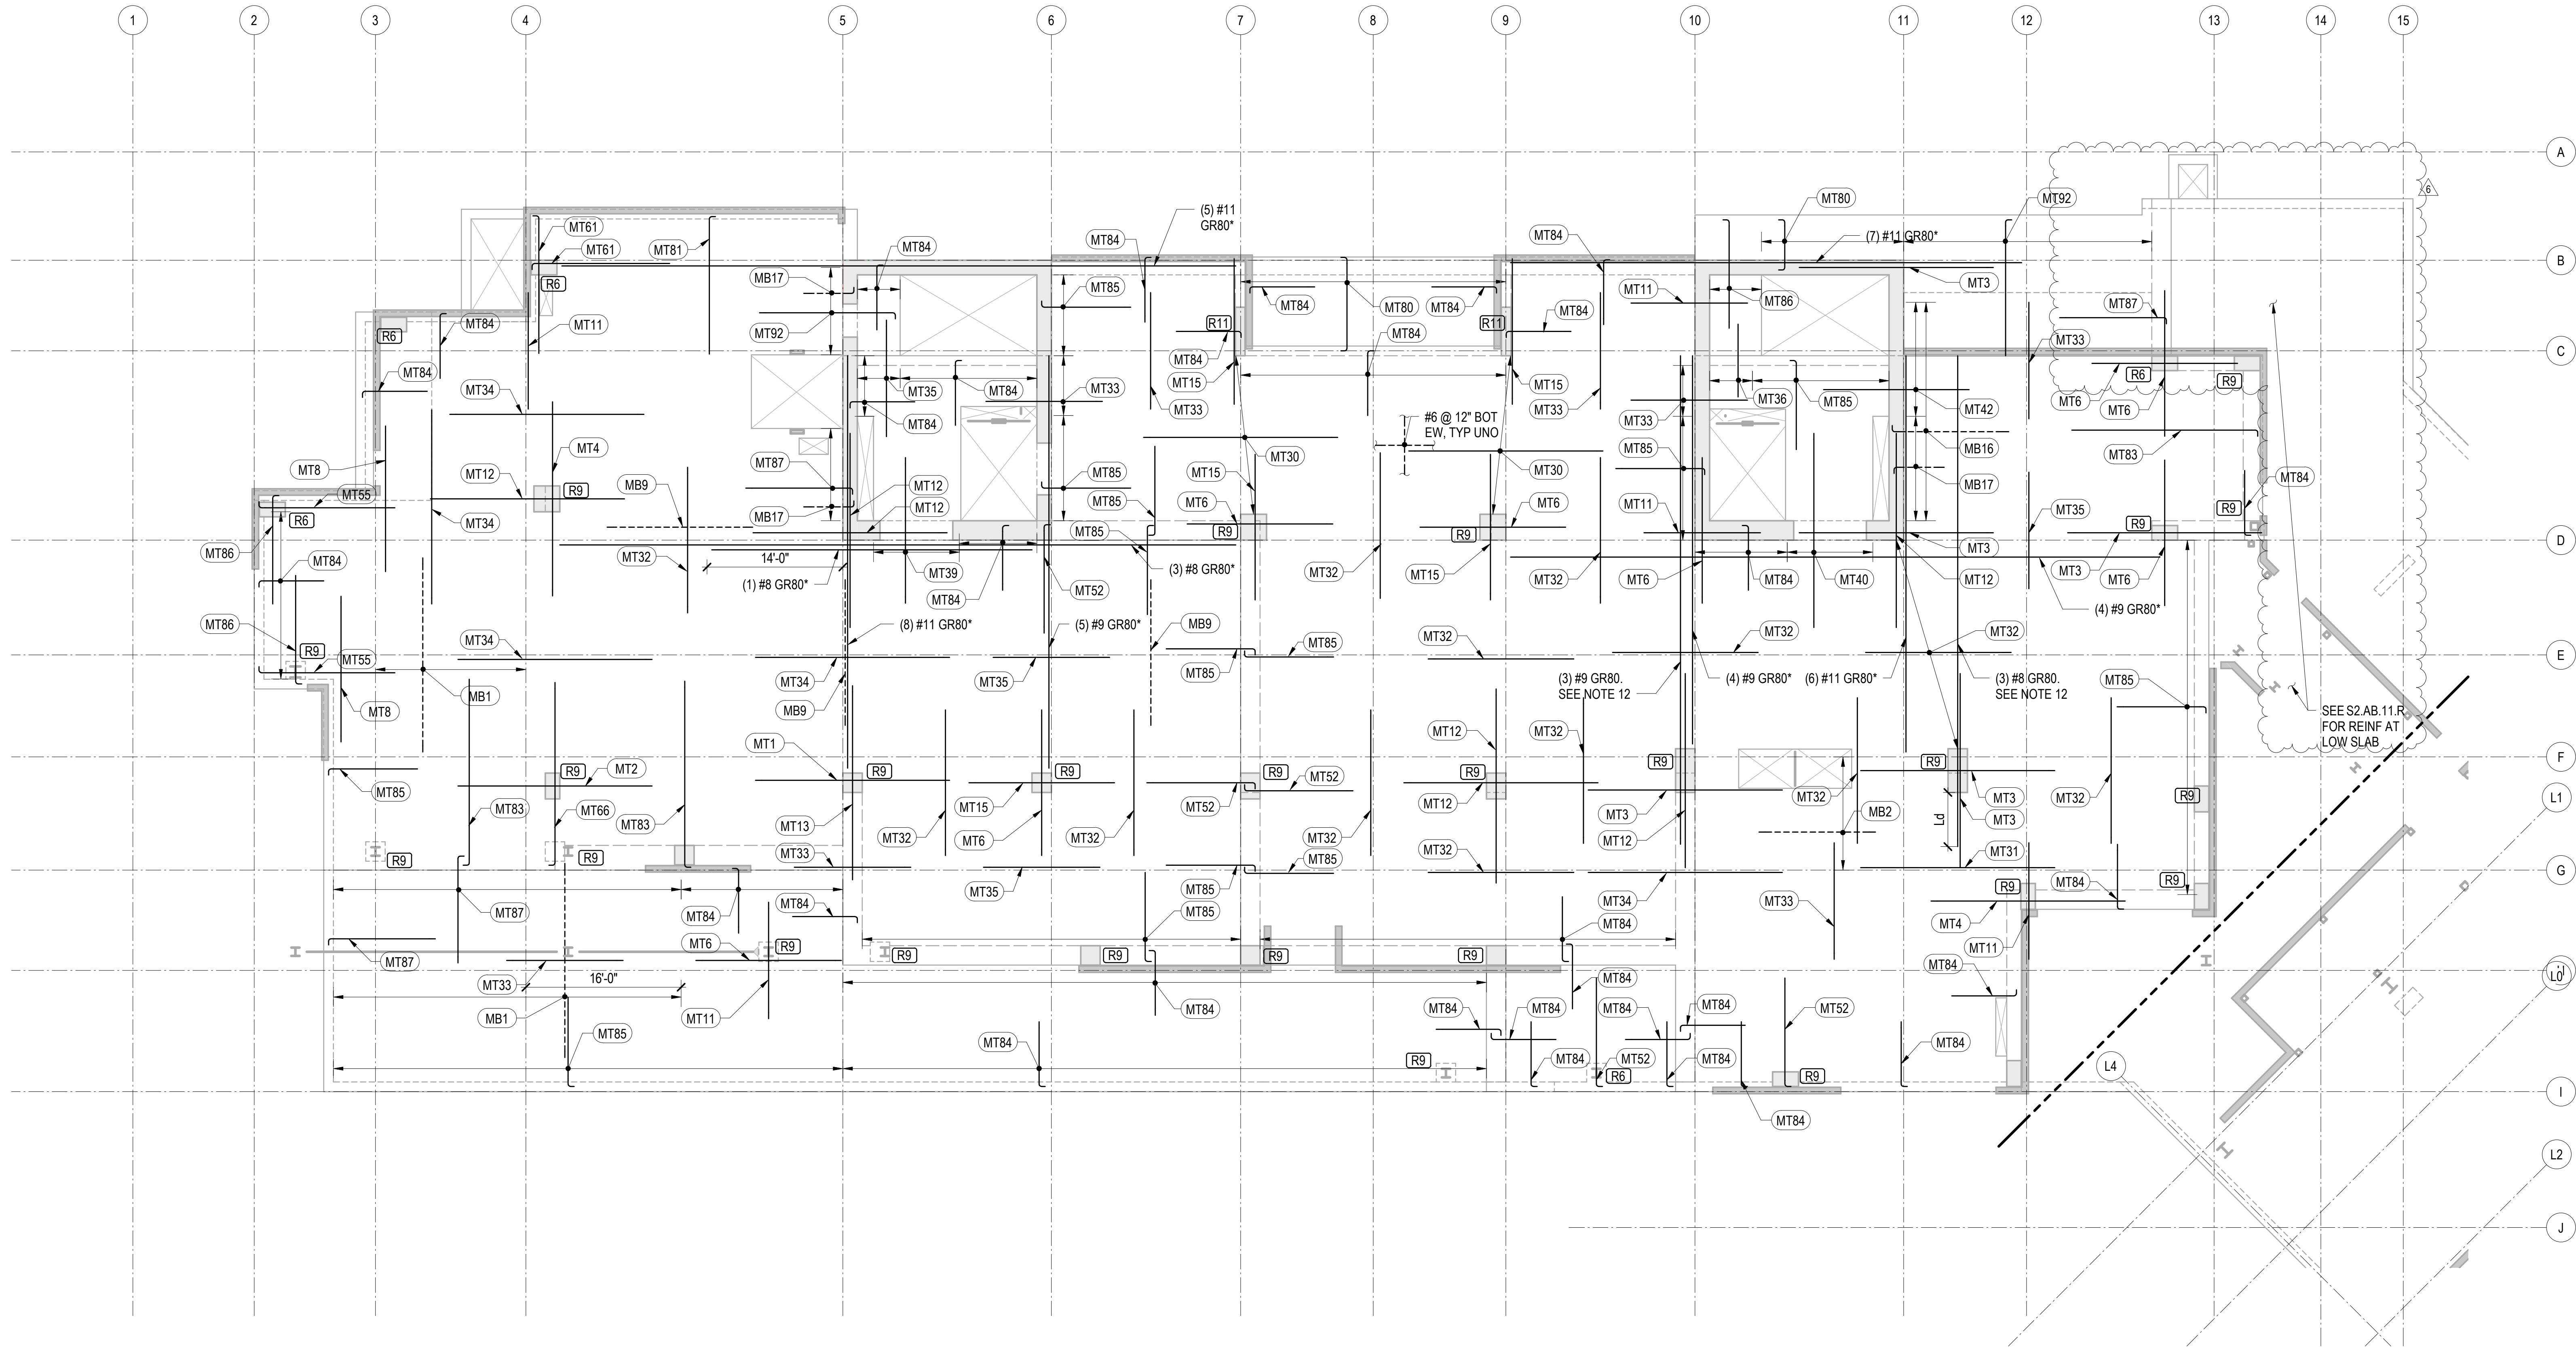 1
2
3
4
5
6
7
8
9
10
11
12
13
14
15
A
6
MT80
MT92
(5) #11
GR80*
MT61
MT61
MT81
MT84
MT84
MT84
(7) #11 GR80*
B
MB17
MT85
MT3
R6
MT84
MT80
MT84
MT11
MT86
MT87
MT92
R11
R11
MT84
MT84
R6
MT84
MT11
MT84
MT33
C
MT84
MT34
MT35
MT84
MT33
MT15
MT15
MT36
MT85
MT6
R6
R9
MT84
MT33
MT33
MT33
MT42
MT6
MT6
#6 @ 12" BOT
EW, TYP UNO
MT8
MT4
MT12
R9
MB9
MT87
MT12
MT85
MT85
MT15
MT30
MT30
MT85
MB16
MT83
MT55
R6
MB17
MT12
MT85
MT6
R9
MT6
R9
MT11
MB17
MT84
R9
MT35
R9
MT86
MT84
MT32
14'-0"
(1) #8 GR80*
MT39
MT84
MT52
(3) #8 GR80*
MT32
MT15
MT32
MT6
MT84
MT40
MT3
MT12
MT3
MT6
D
(4) #9 GR80*
MT86
R9
MT55
MT34
(8) #11 GR80*
(5) #9 GR80*
MB9
MT85
MT85
MT32
MT32
MT32
E
MB1
MT8
MT34
MB9
MT35
(3) #9 GR80.
SEE NOTE 12
(4) #9 GR80*
(6) #11 GR80*
(3) #8 GR80.
SEE NOTE 12
MT85
SEE S2.AB.11.R
FOR REINF AT
LOW SLAB
MT1
R9
MT12
MT32
R9
R9
F
MT85
MT83
R9
MT2
MT66
MT83
MT13
MT32
R9
MT15
MT6
MT32
R9
MT52
MT52
R9
MT12
MT32
MT3
MT12
MT32
MB2
MT3
MT3
Ld
MT32
R9
L1
R9
R9
MT33
MT35
MT85
MT85
MT32
MT34
MT31
G
MT87
MT84
MT84
MT85
MT84
MT33
R9
MT4
MT84
R9
MT11
MT87
MT33
16'-0"
MT6
R9
MT11
R9
R9
R9
R9
MT84
MT84
L0
MB1
MT85
MT84
MT84
MT84
MT84
MT84
MT52
MT84
R9
MT84
MT52
R6
MT84
R9
MT84
MT84
L4
I
L2
J